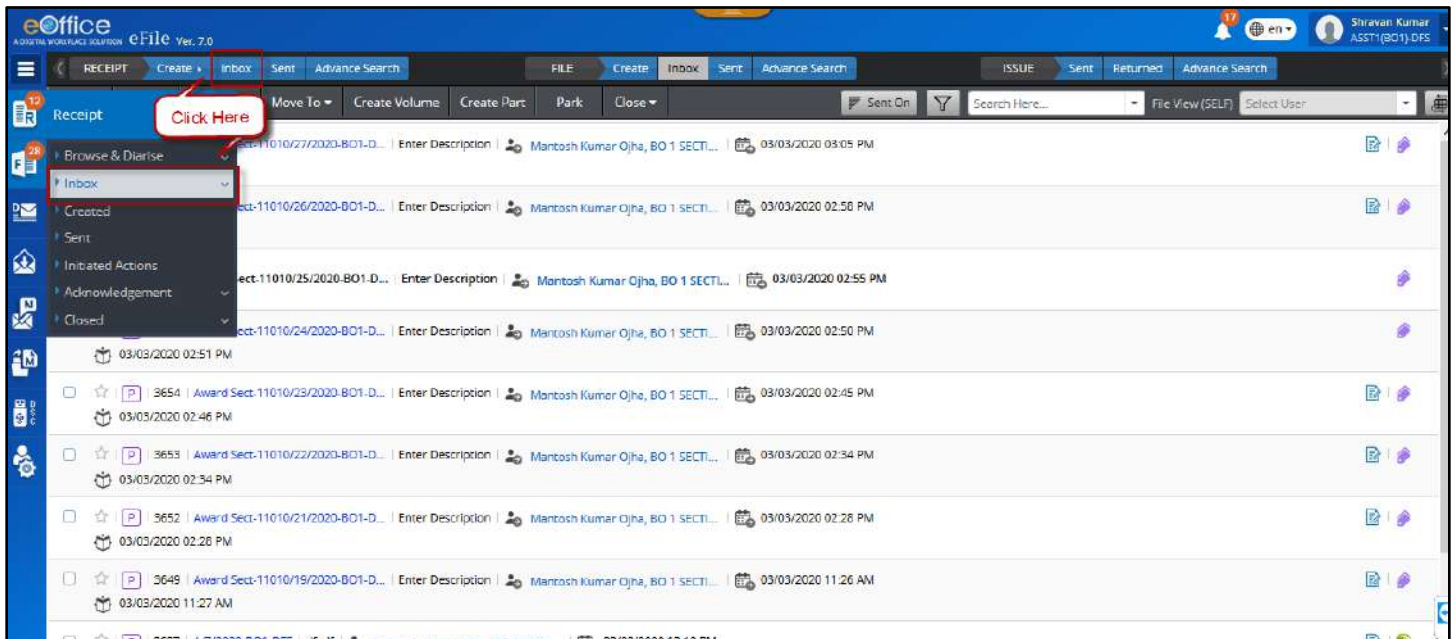 eOffice
A DIGITAL WORKPLACE SOLUTION eFile Ver. 7.0
17 en Shravan Kumar
ASST1(BO1)-DFS
RECEIPT Create Inbox Sent Advance Search FILE Create Inbox Sent Advance Search ISSUE Sent Returned Advance Search
12 Receipt Click Here Move To Create Volume Create Part Park Close Sent On Search Here... File View (SELF) Select User
28 Browse & Diarise
ect-11010/27/2020-BO1-D... Enter Description Mantosh Kumar Ojha, BO 1 SECTI... 03/03/2020 03:05 PM
Inbox
Created ect-11010/26/2020-BO1-D... Enter Description Mantosh Kumar Ojha, BO 1 SECTI... 03/03/2020 02:58 PM
Sent
Initiated Actions
ect-11010/25/2020-BO1-D... Enter Description Mantosh Kumar Ojha, BO 1 SECTI... 03/03/2020 02:55 PM
Acknowledgement
Closed
ect-11010/24/2020-BO1-D... Enter Description Mantosh Kumar Ojha, BO 1 SECTI... 03/03/2020 02:50 PM
03/03/2020 02:51 PM
P 3654 Award Sect-11010/23/2020-BO1-D... Enter Description Mantosh Kumar Ojha, BO 1 SECTI... 03/03/2020 02:45 PM
03/03/2020 02:46 PM
P 3653 Award Sect-11010/22/2020-BO1-D... Enter Description Mantosh Kumar Ojha, BO 1 SECTI... 03/03/2020 02:34 PM
03/03/2020 02:34 PM
P 3652 Award Sect-11010/21/2020-BO1-D... Enter Description Mantosh Kumar Ojha, BO 1 SECTI... 03/03/2020 02:28 PM
03/03/2020 02:28 PM
P 3649 Award Sect-11010/19/2020-BO1-D... Enter Description Mantosh Kumar Ojha, BO 1 SECTI... 03/03/2020 11:26 AM
03/03/2020 11:27 AM